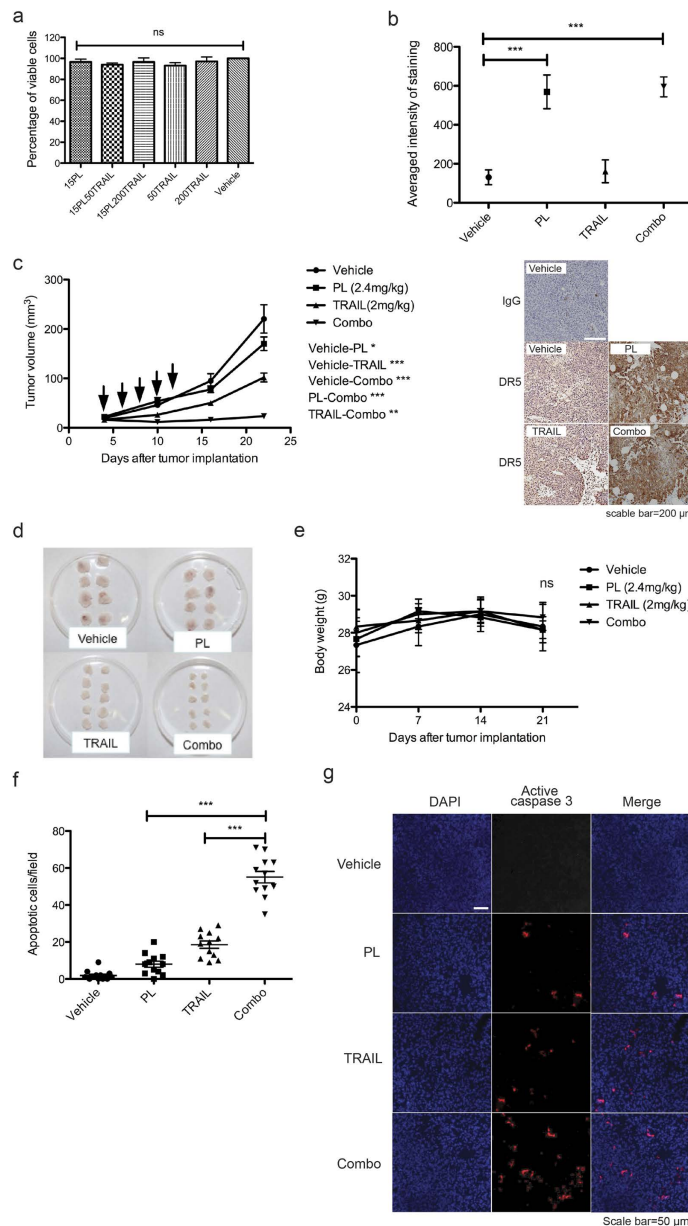 a
ns
Percentage of viable cells
120
100
80
60
40
20
0
15PL
15PL50TRAIL
15PL200TRAIL
50TRAIL
200TRAIL
Vehicle
b
***
***
Averaged intensity of staining
800
600
400
200
0
Vehicle
PL
TRAIL
Combo
c
Tumor volume (mm³)
300
200
100
0
0
5
10
15
20
25
Days after tumor implantation
Vehicle
PL (2.4mg/kg)
TRAIL(2mg/kg)
Combo
Vehicle-PL *
Vehicle-TRAIL ***
Vehicle-Combo ***
PL-Combo ***
TRAIL-Combo **
Vehicle
IgG
Vehicle
PL
DR5
TRAIL
Combo
DR5
scable bar=200 µm
d
Vehicle
PL
TRAIL
Combo
e
Body weight (g)
32
30
28
26
24
0
7
14
21
Days after tumor implantation
ns
Vehicle
PL (2.4mg/kg)
TRAIL (2mg/kg)
Combo
f
***
***
Apoptotic cells/field
80
60
40
20
0
Vehicle
PL
TRAIL
Combo
g
DAPI
Active
caspase 3
Merge
Vehicle
PL
TRAIL
Combo
Scale bar=50 µm